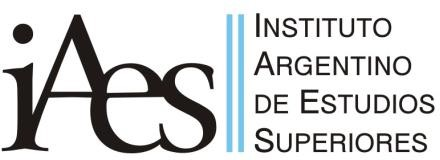 iAes
INSTITUTO
ARGENTINO
DE ESTUDIOS
SUPERIORES